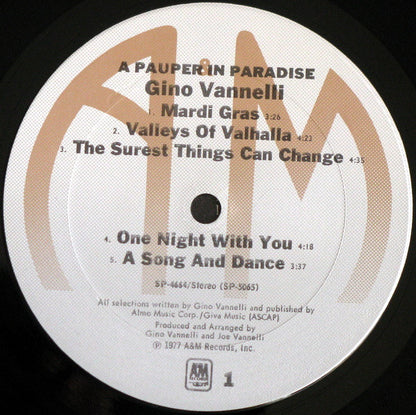 A PAUPER IN PARADISE
Gino Vannelli
1. Mardi Gras 3:26
2. Valleys Of Valhalla 4:23
3. The Surest Things Can Change 4:35
4. One Night With You 4:18
5. A Song And Dance 3:37
SP-4664/Stereo (SP-5065)
All selections written by Gino Vannelli and published by
Almo Music Corp./Giva Music (ASCAP)
Produced and Arranged by
Gino Vannelli and Joe Vannelli
℗ 1977 A&M Records, Inc.
A&M
1